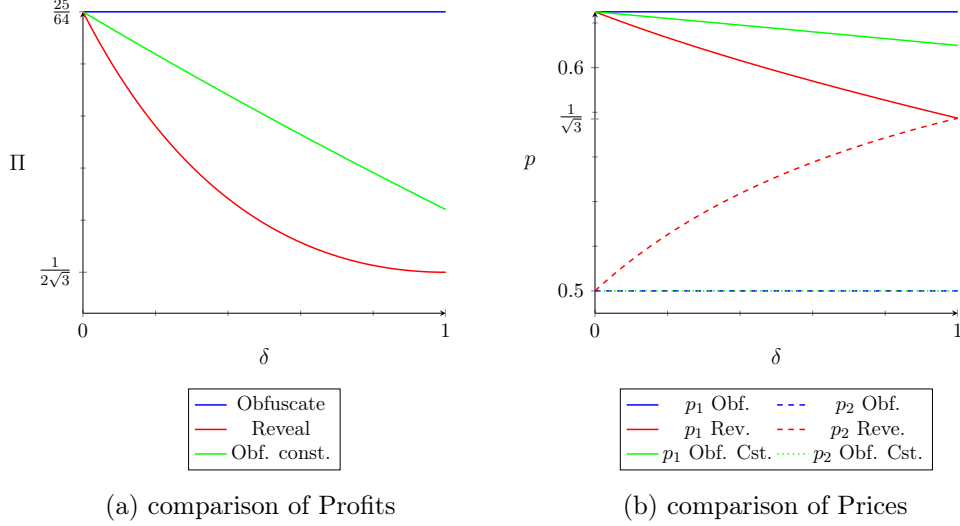 25/64
Π
1/(2√3)
0
1
δ
Obfuscate
Reveal
Obf. const.
(a) comparison of Profits
0.6
1/√3
p
0.5
0
1
δ
p₁ Obf. p₂ Obf.
p₁ Rev. p₂ Reve.
p₁ Obf. Cst. p₂ Obf. Cst.
(b) comparison of Prices